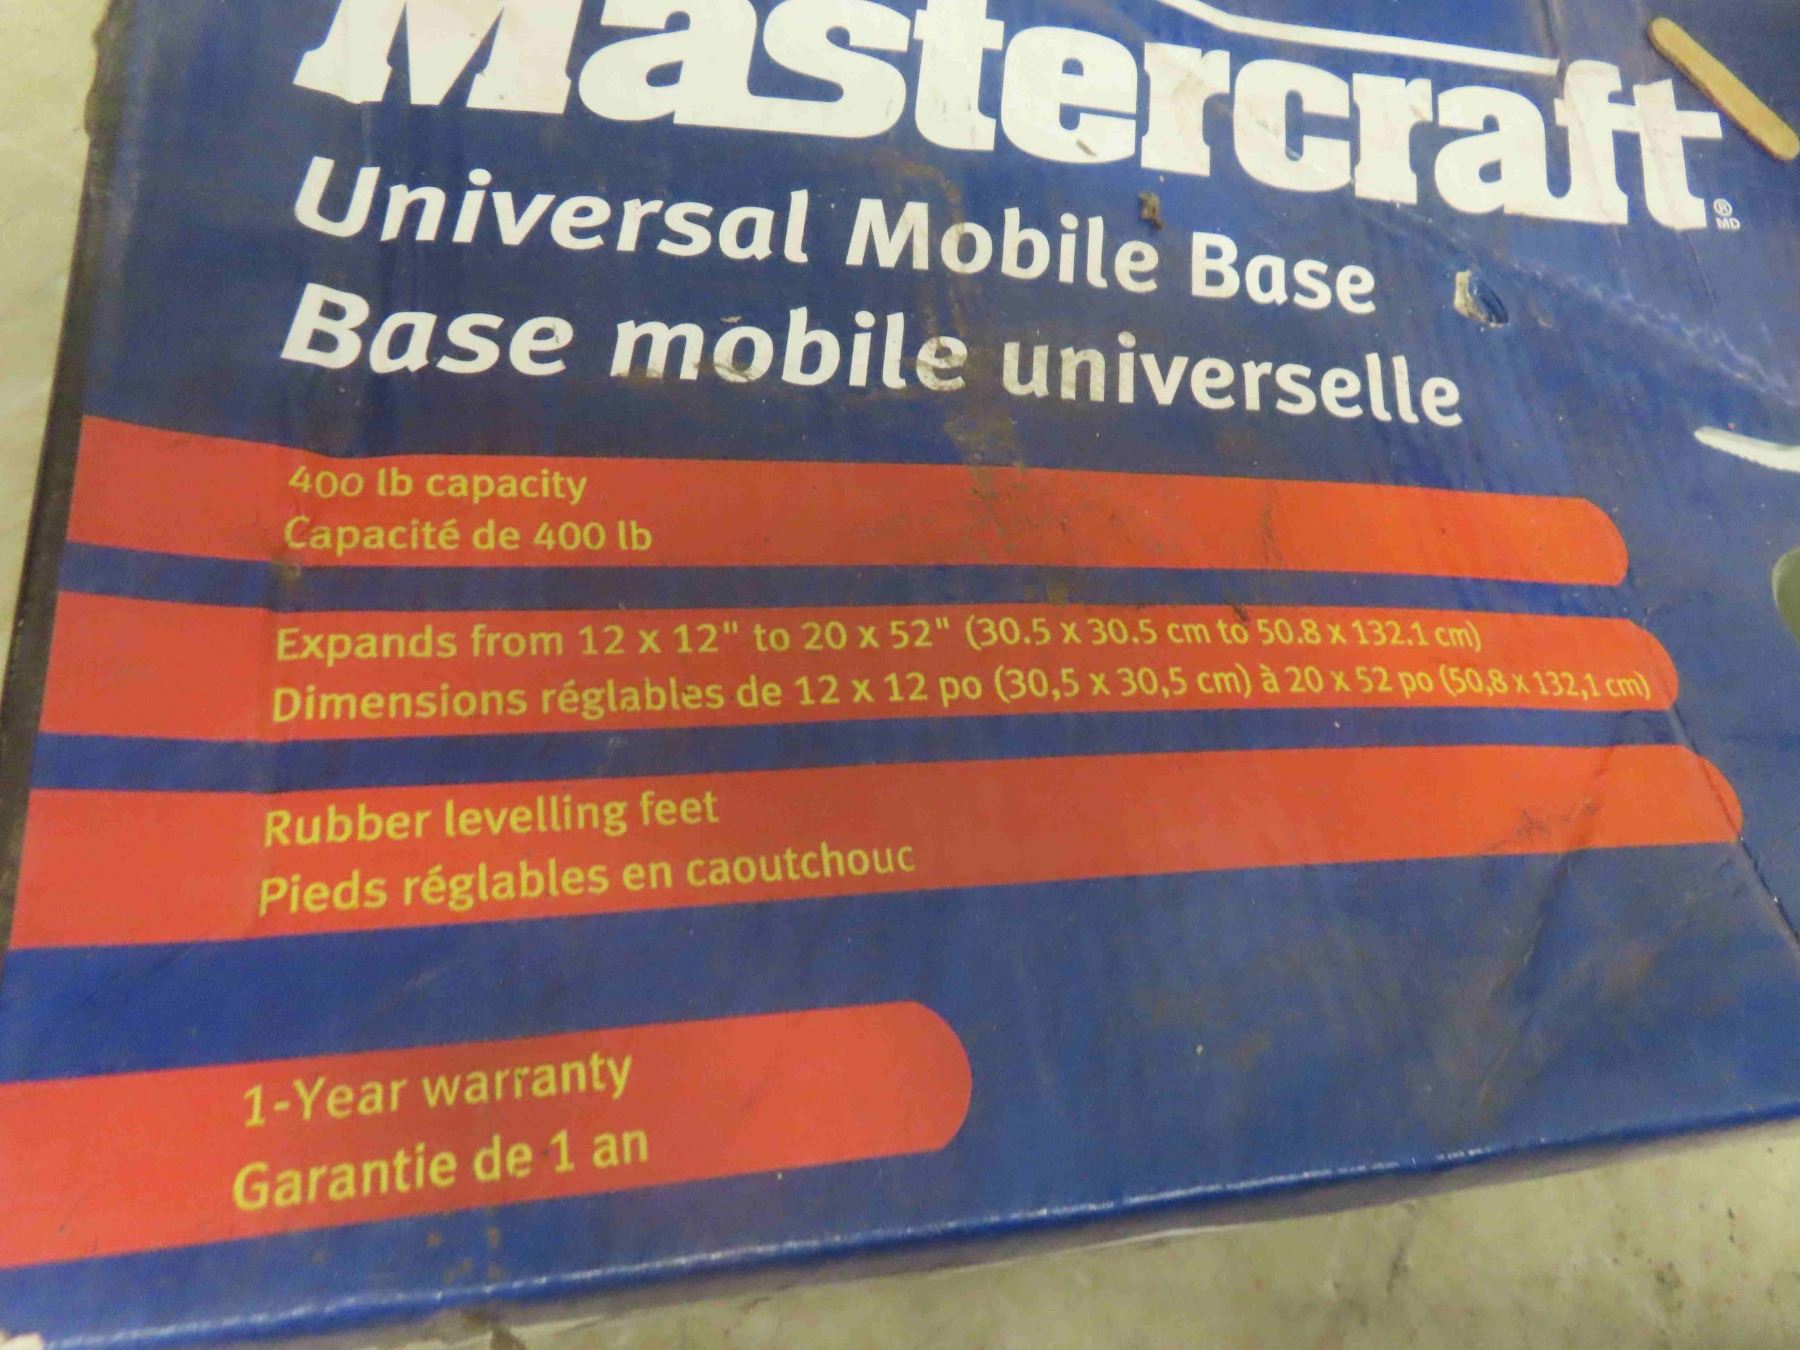 Mastercraft
® MD
Universal Mobile Base
Base mobile universelle
400 lb capacity
Capacité de 400 lb
Expands from 12 x 12" to 20 x 52" (30.5 x 30.5 cm to 50.8 x 132.1 cm)
Dimensions réglables de 12 x 12 po (30,5 x 30,5 cm) à 20 x 52 po (50,8 x 132,1 cm)
Rubber levelling feet
Pieds réglables en caoutchouc
1-Year warranty
Garantie de 1 an